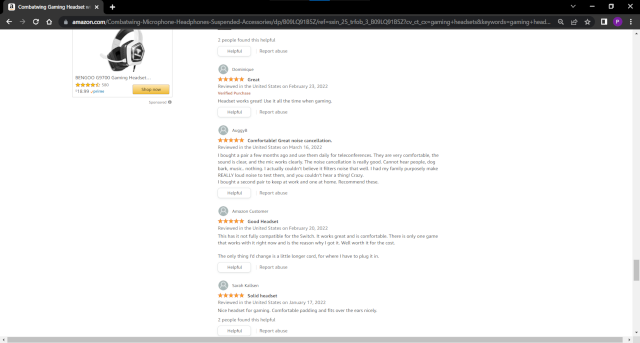 Combatwing Gaming Headset wi
amazon.com/Combatwing-Microphone-Headphones-Suspended-Accessories/dp/B09LQ91B5Z/ref=sxin_25_trfob_3_B09LQ91B5Z?cv_ct_cx=gaming+headset&keywords=gaming+head...
2 people found this helpful
Helpful
Report abuse
BENGOO G9700 Gaming Headset...
560
$18.99 prime
Shop now
Sponsored
Dominique
Great
Reviewed in the United States on February 23, 2022
Verified Purchase
Headset works great! Use it all the time when gaming.
Helpful
Report abuse
AuggyB
Comfortable! Great noise cancellation.
Reviewed in the United States on March 16, 2022
I bought a pair a few months ago and use them daily for teleconferences. They are very comfortable, the
sound is clear, and the mic works clearly. The noise cancellation is really good. Cannot hear people, dog
bark, music.. nothing. I actually couldn't believe it filters noise that well. I had my family purposely make
REALLY loud noise to test them, and you couldn't hear a thing! Crazy.
I bought a second pair to keep at work and one at home. Recommend these.
Helpful
Report abuse
Amazon Customer
Good Headset
Reviewed in the United States on February 20, 2022
This has it not fully compatible for the Switch. It works great and is comfortable. There is only one game
that works with it right now and is the reason why I got it. Well worth it for the cost.
The only thing I'd change is a little longer cord, for where I have to plug it in.
Helpful
Report abuse
Sarah Kellsen
Solid headset
Reviewed in the United States on January 17, 2022
Nice headset for gaming. Comfortable padding and fits over the ears nicely.
2 people found this helpful
Helpful
Report abuse